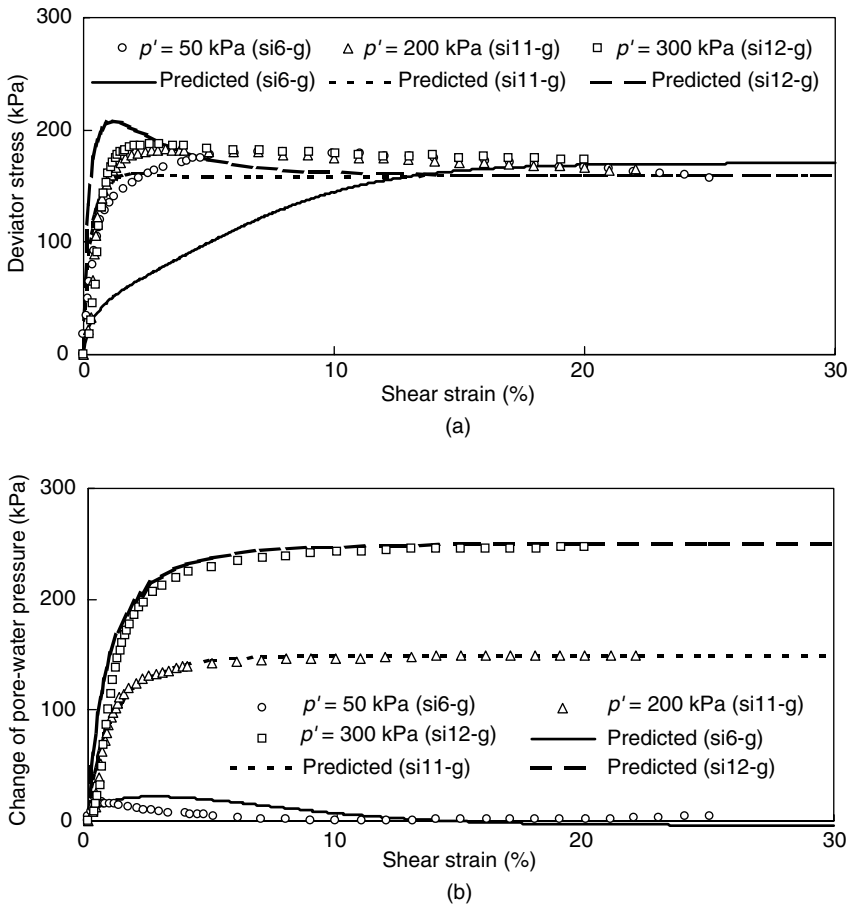 300
200
100
0
Deviator stress (kPa)
p′ = 50 kPa (si6-g) p′ = 200 kPa (si11-g) p′ = 300 kPa (si12-g)
Predicted (si6-g) Predicted (si11-g) Predicted (si12-g)
0 10 20 30
Shear strain (%)
(a)
300
200
100
0
Change of pore-water pressure (kPa)
p′ = 50 kPa (si6-g) p′ = 200 kPa (si11-g)
p′ = 300 kPa (si12-g) Predicted (si6-g)
Predicted (si11-g) Predicted (si12-g)
0 10 20 30
Shear strain (%)
(b)